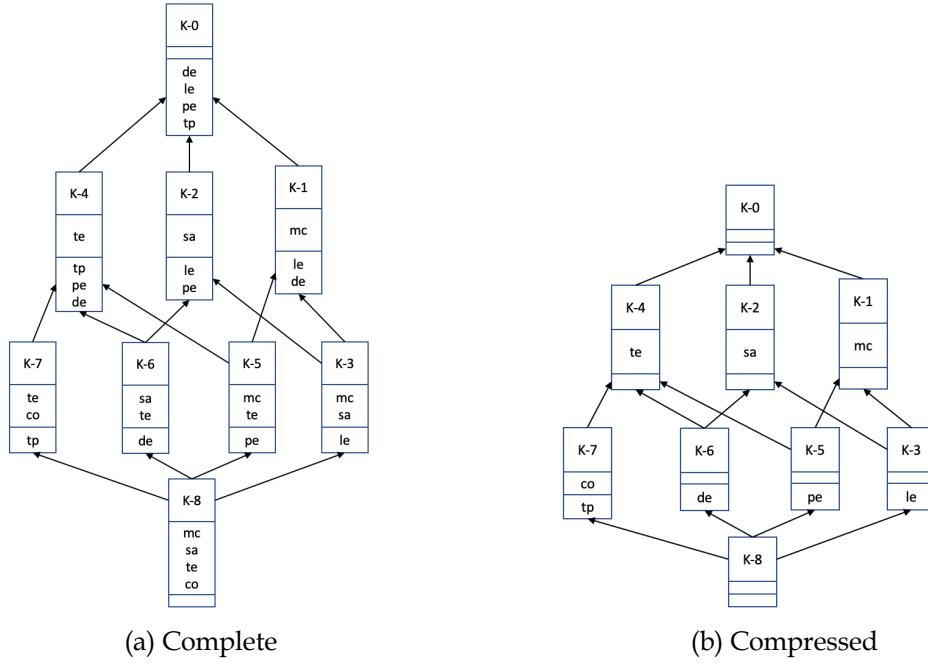 K-0
de
le
pe
tp
K-4
te
tp
pe
de
K-2
sa
le
pe
K-1
mc
le
de
K-7
te
co
tp
K-6
sa
te
de
K-5
mc
te
pe
K-3
mc
sa
le
K-8
mc
sa
te
co
(a) Complete
K-0
K-4
te
K-2
sa
K-1
mc
K-7
co
tp
K-6
de
K-5
pe
K-3
le
K-8
(b) Compressed